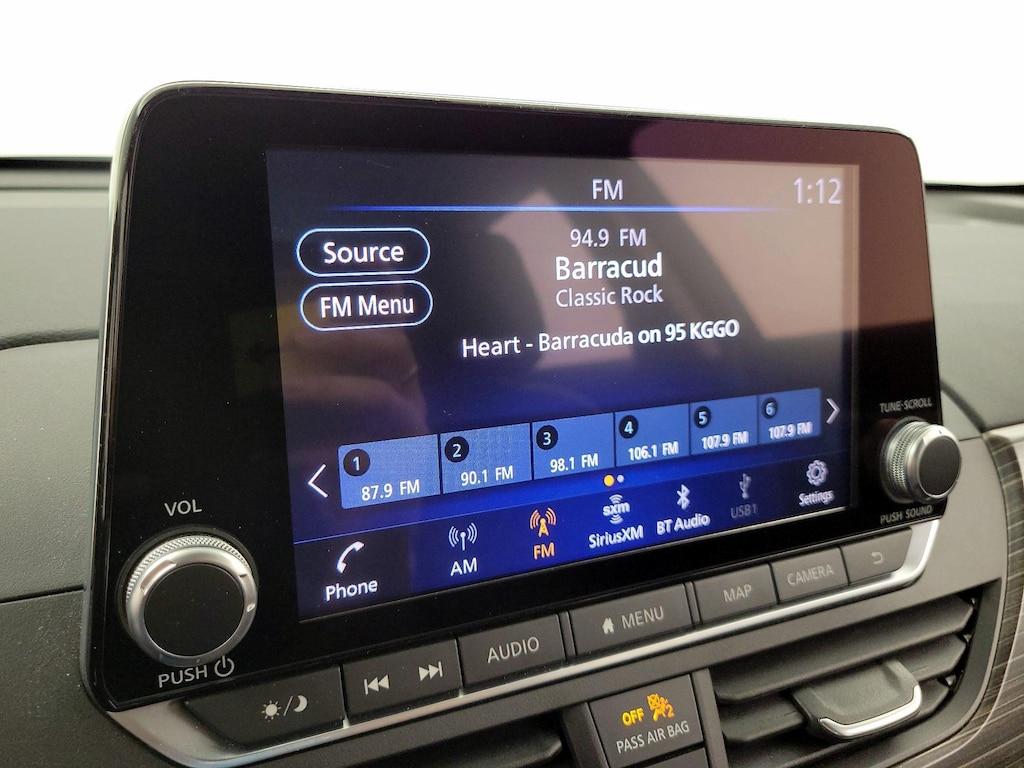 FM
1:12
Source
94.9 FM
Barracud
FM Menu
Classic Rock
Heart - Barracuda on 95 KGGO
1
87.9 FM
2
90.1 FM
3
98.1 FM
4
106.1 FM
5
107.9 FM
6
107.9 FM
Phone
AM
FM
sxm
SiriusXM
BT Audio
USB1
Settings
VOL
PUSH
TUNE·SCROLL
PUSH SOUND
AUDIO
MENU
MAP
CAMERA
OFF 2
PASS AIR BAG